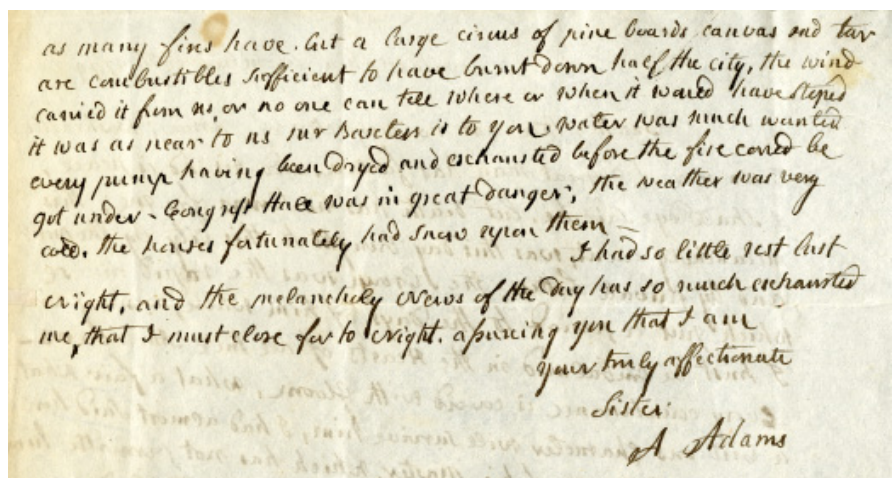 as many fires have. but a large circus of pine boards canvas and tar
are combustibles sufficient to have burnt down half the city, the wind
carried it from us, or no one can tell where or when it would have stoped
it was as near to us as mr Baxters is to you. water was much wanted
every pump having been dryed and exhausted before the fire could be
got under - Congress Hall was in great danger; the weather was very
cold. the houses fortunately had snow upon them —
I had so little rest last
night, and the melancholy news of the day has so much exhausted
me, that I must close for to night. assuring you that I am
your truly affectionate
Sister
A Adams